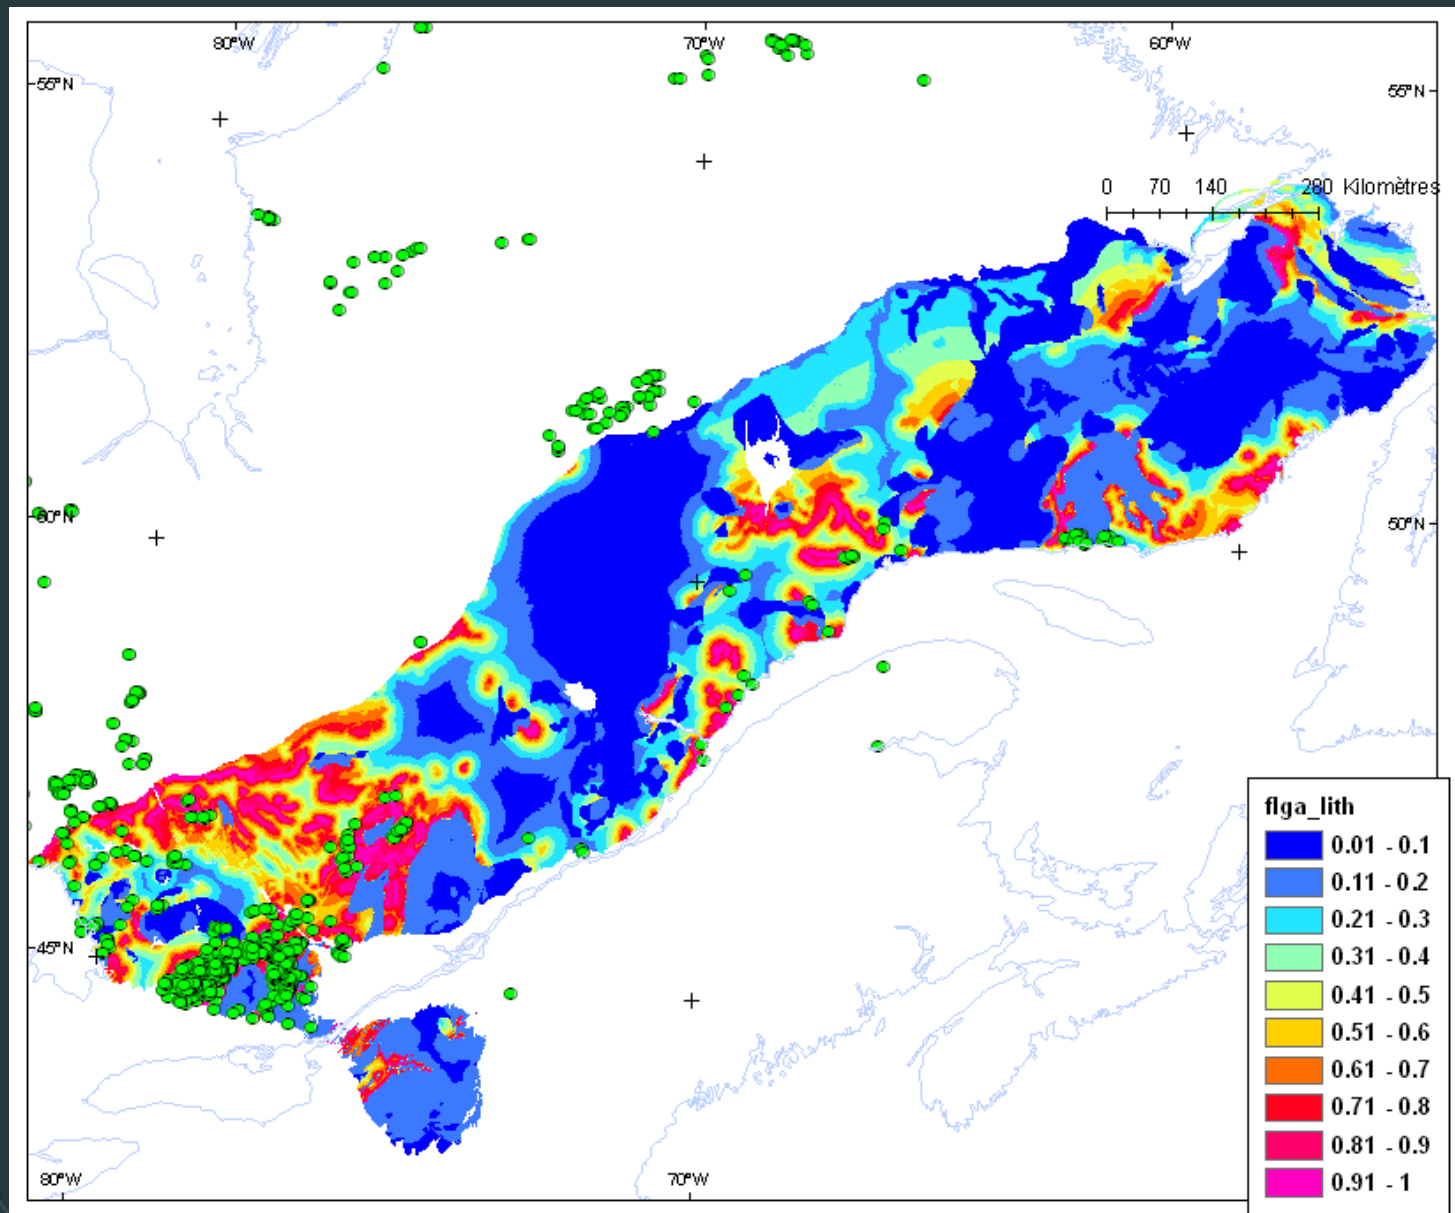 80°W 70°W 60°W
55°N 55°N
0 70 140 280 Kilomètres
50°N 50°N
45°N
flga_lith
0.01 - 0.1
0.11 - 0.2
0.21 - 0.3
0.31 - 0.4
0.41 - 0.5
0.51 - 0.6
0.61 - 0.7
0.71 - 0.8
0.81 - 0.9
0.91 - 1
80°W 70°W